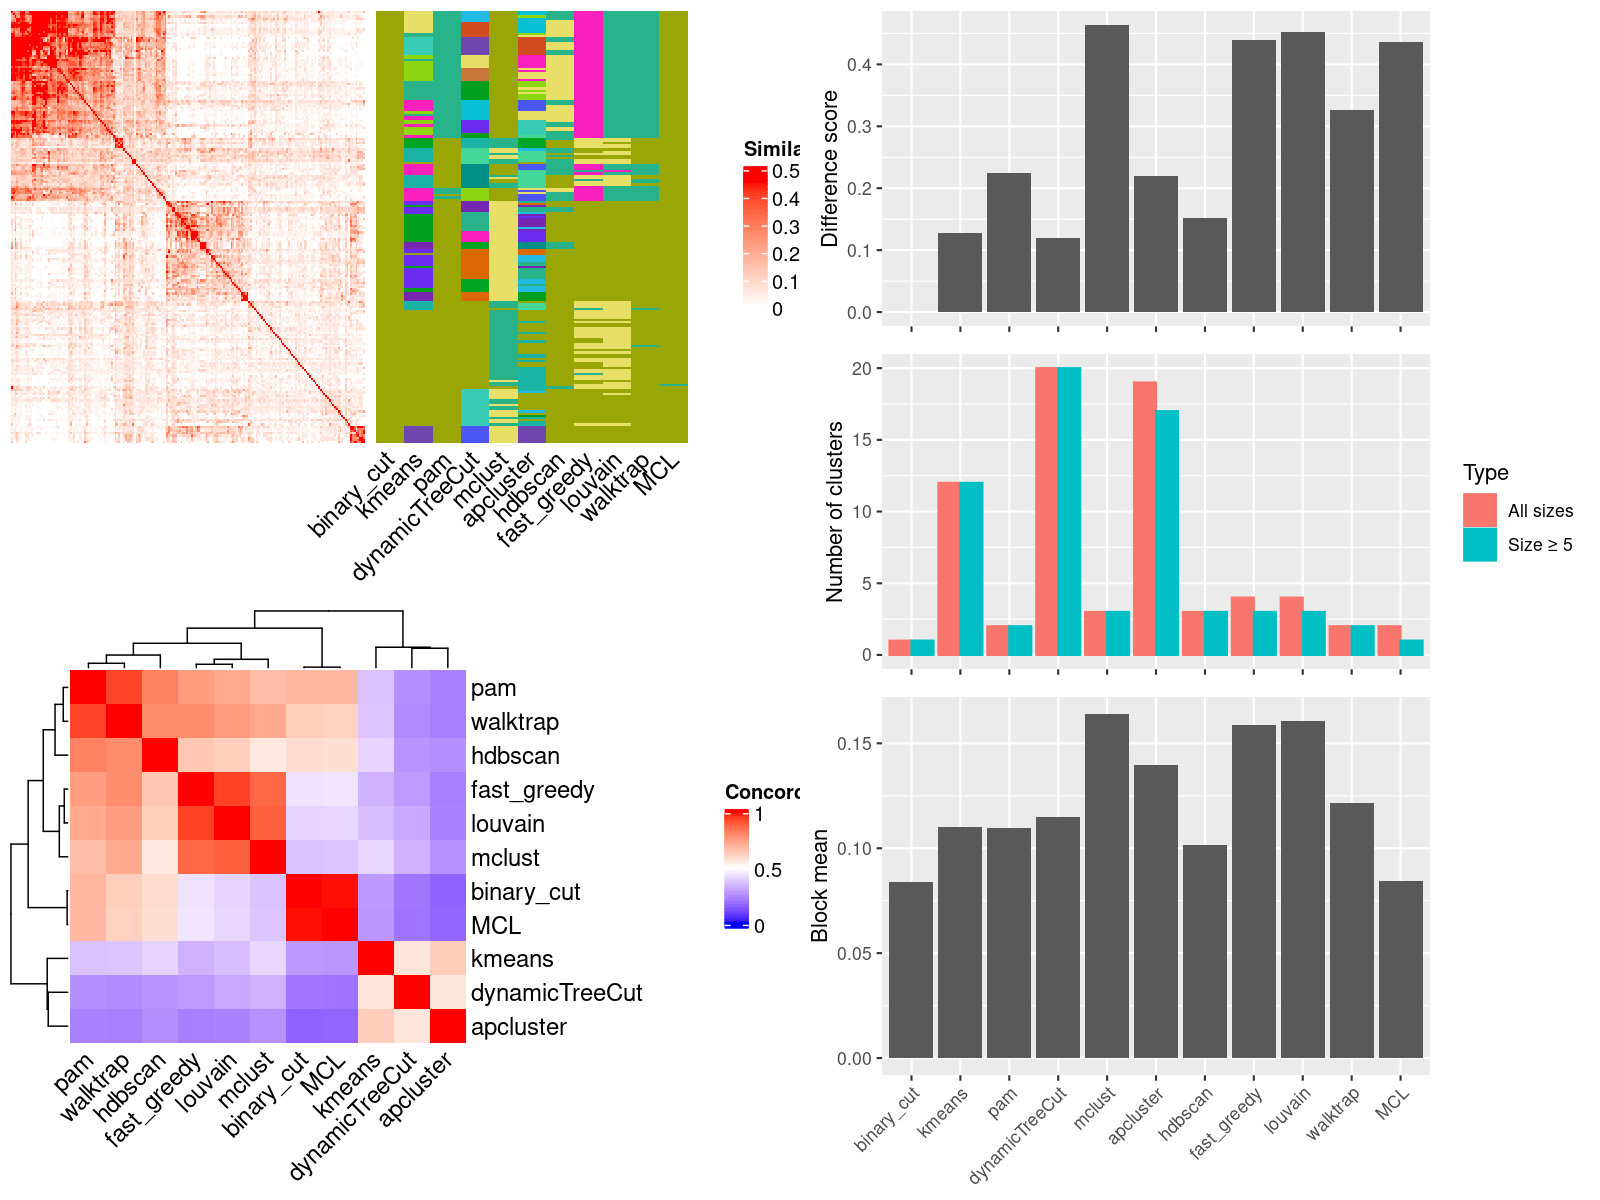 Simila
0.5
0.4
0.3
0.2
0.1
0
binary_cut
kmeans
pam
dynamicTreeCut
mclust
apcluster
hdbscan
fast_greedy
louvain
walktrap
MCL
pam
walktrap
hdbscan
fast_greedy
louvain
mclust
binary_cut
MCL
kmeans
dynamicTreeCut
apcluster
pam
walktrap
hdbscan
fast_greedy
louvain
mclust
binary_cut
MCL
kmeans
dynamicTreeCut
apcluster
Concord
1
0.5
0
Difference score
0.4
0.3
0.2
0.1
0.0
Number of clusters
20
15
10
5
0
Type
All sizes
Size ≥ 5
Block mean
0.15
0.10
0.05
0.00
binary_cut
kmeans
pam
dynamicTreeCut
mclust
apcluster
hdbscan
fast_greedy
louvain
walktrap
MCL